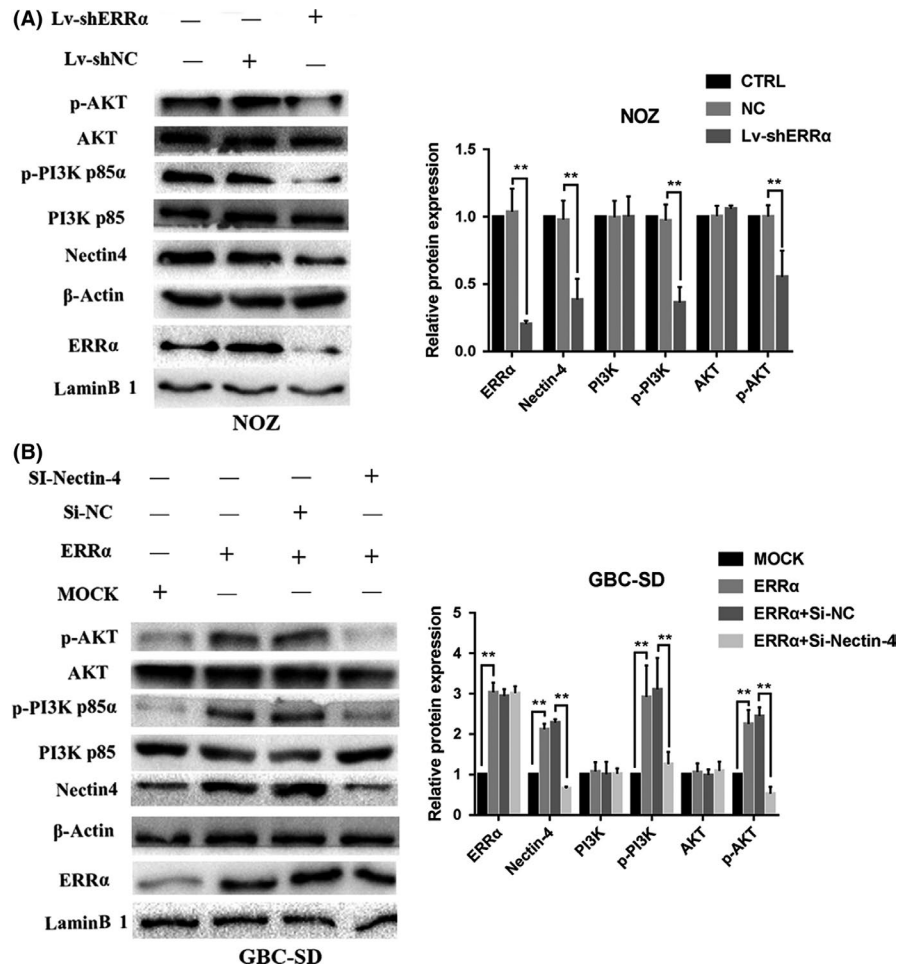 (A)
Lv-shERRα — — +
Lv-shNC — + —
p-AKT
AKT
p-PI3K p85α
PI3K p85
Nectin4
β-Actin
ERRα
LaminB 1
NOZ
CTRL
NC
Lv-shERRα
NOZ
Relative protein expression
1.5
1.0
0.5
0.0
** ** ** **
ERRα Nectin-4 PI3K p-PI3K AKT p-AKT
(B)
SI-Nectin-4 — — — +
Si-NC — — + —
ERRα — + + +
MOCK + — — —
p-AKT
AKT
p-PI3K p85α
PI3K p85
Nectin4
β-Actin
ERRα
LaminB 1
GBC-SD
MOCK
ERRα
ERRα+Si-NC
ERRα+Si-Nectin-4
GBC-SD
Relative protein expression
5
4
3
2
1
0
** ** ** ** ** ** **
ERRα Nectin-4 PI3K p-PI3K AKT p-AKT